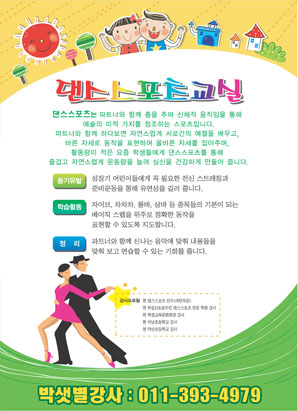 댄스스포츠교실
댄스스포츠는 파트너와 함께 춤을 추며 신체적 움직임을 통해
예술의 미적 가치를 창조하는 스포츠입니다.
파트너와 함께 하다보면 자연스럽게 서로간의 예절을 배우고,
바른 자세로 동작을 표현하여 올바른 자세를 잡아주며,
활동량이 적은 요즘 학생들에게 댄스스포츠를 통해
즐겁고 자연스럽게 운동량을 늘려 심신을 건강하게 만들어 줍니다.
동기유발 성장기 어린이들에게 꼭 필요한 전신 스트레칭과
준비운동을 통해 유연성을 길러 줍니다.
학습활동 자이브, 차차차, 룸바, 삼바 등 종목들의 기본이 되는
베이직 스텝을 위주로 정확한 동작을
표현할 수 있도록 지도합니다.
정 리 파트너와 함께 신나는 음악에 맞춰 내용들을
맞춰 보고 연습할 수 있는 기회를 줍니다.
강사프로필
박샛별강사 : 011-393-4979